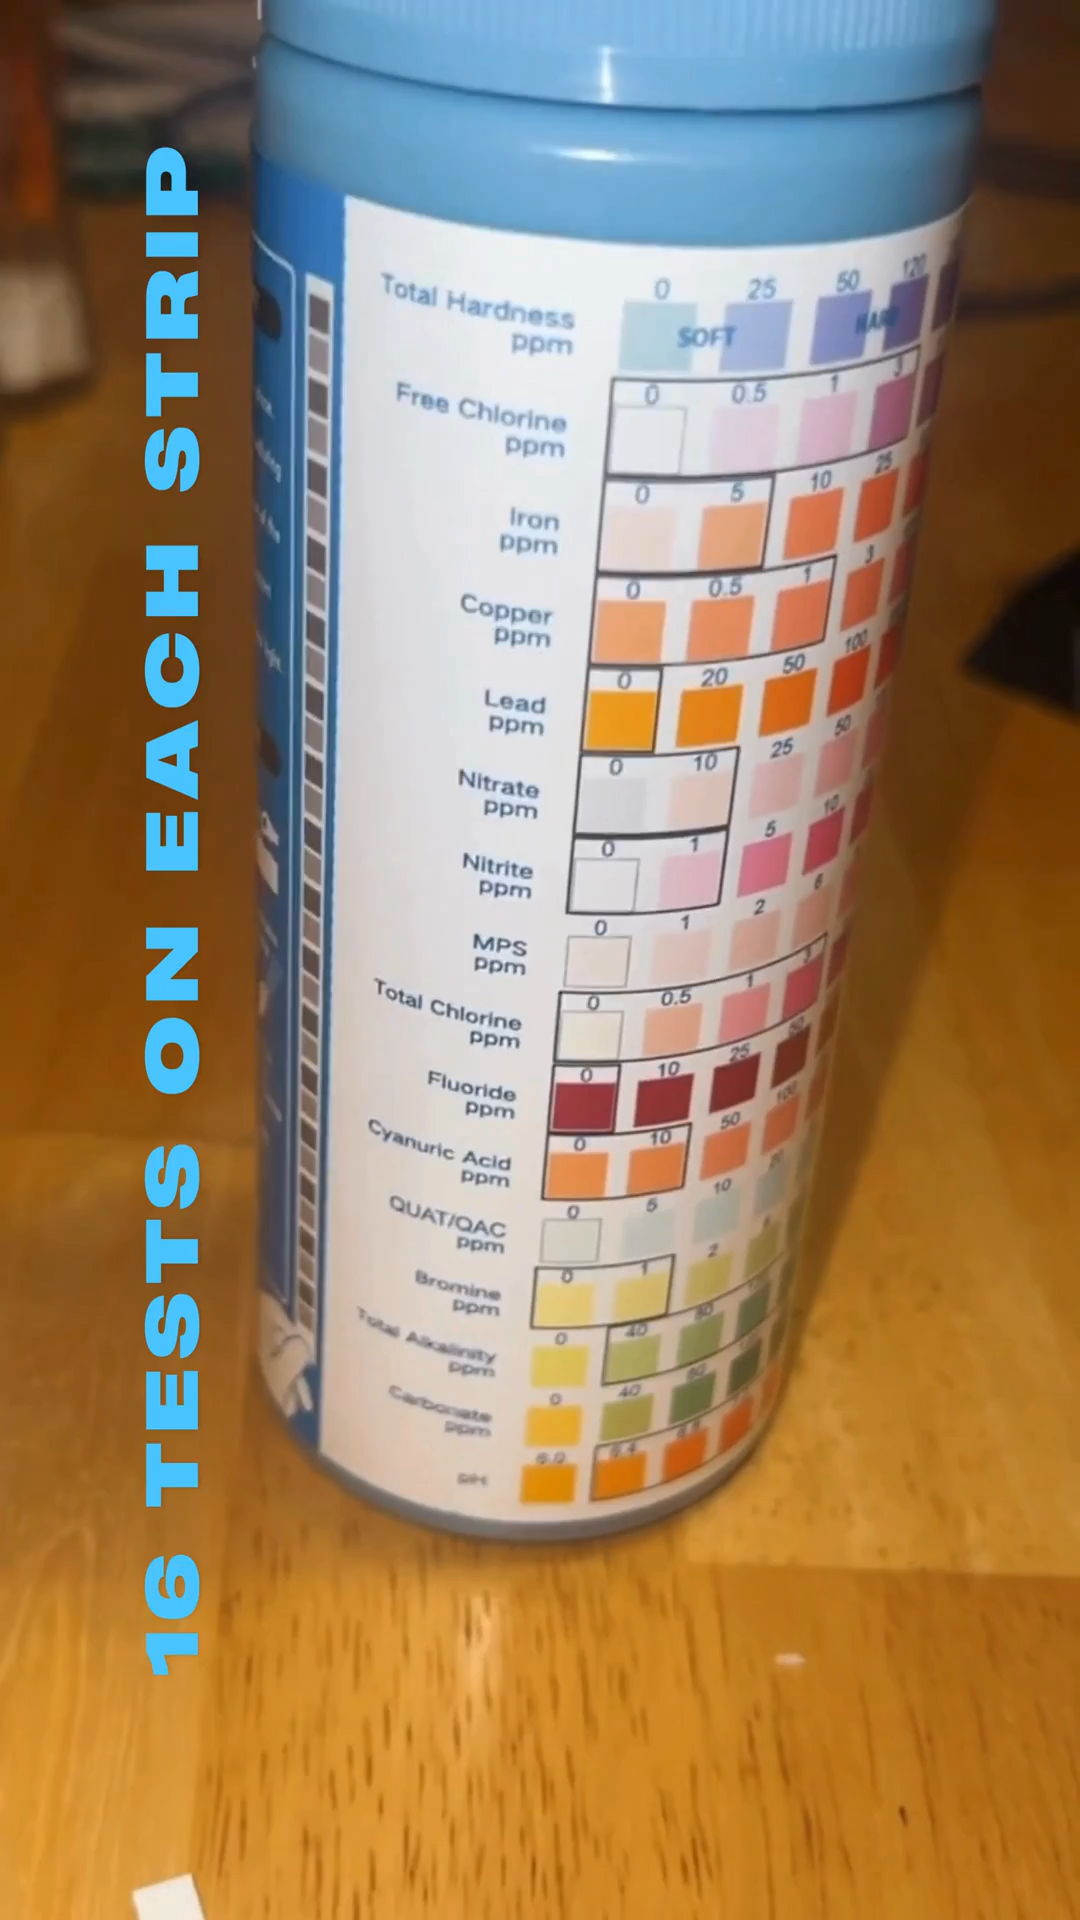 16 TESTS ON EACH STRIP
Total Hardness
ppm
0 25 50 120
SOFT HARD
Free Chlorine
ppm
0 0.5 1 3
Iron
ppm
0 5 10 25
Copper
ppm
0 0.5 1 3
Lead
ppm
0 20 50 100
Nitrate
ppm
0 10 25 50
Nitrite
ppm
0 1 5 10
MPS
ppm
0 1 2 6
Total Chlorine
ppm
0 0.5 1 3
Fluoride
ppm
0 10 25 50
Cyanuric Acid
ppm
0 10 50 100
QUAT/QAC
ppm
0 5 10 20
Bromine
ppm
0 1 2
Total Alkalinity
ppm
0 40 80
Carbonate
ppm
0 40 80
pH
6.0 6.4 6.8